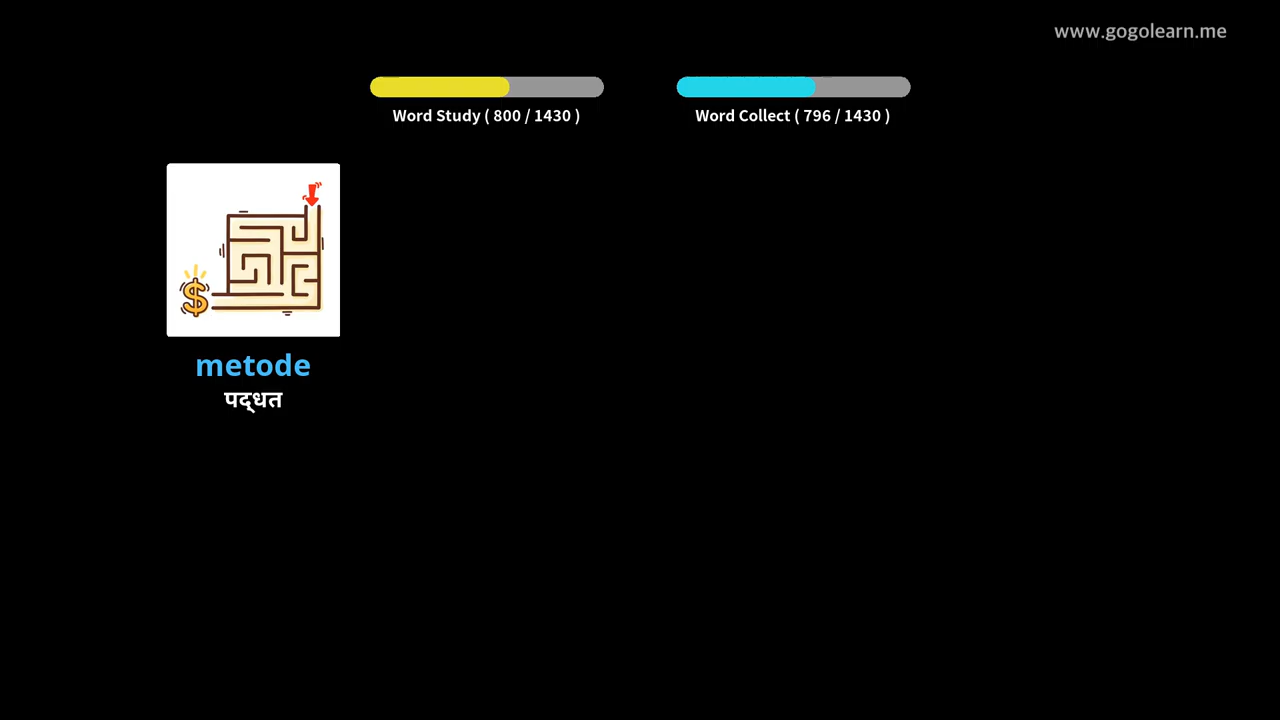 www.gogolearn.me
Word Study ( 800 / 1430 )
Word Collect ( 796 / 1430 )
$
metode
पद्धत